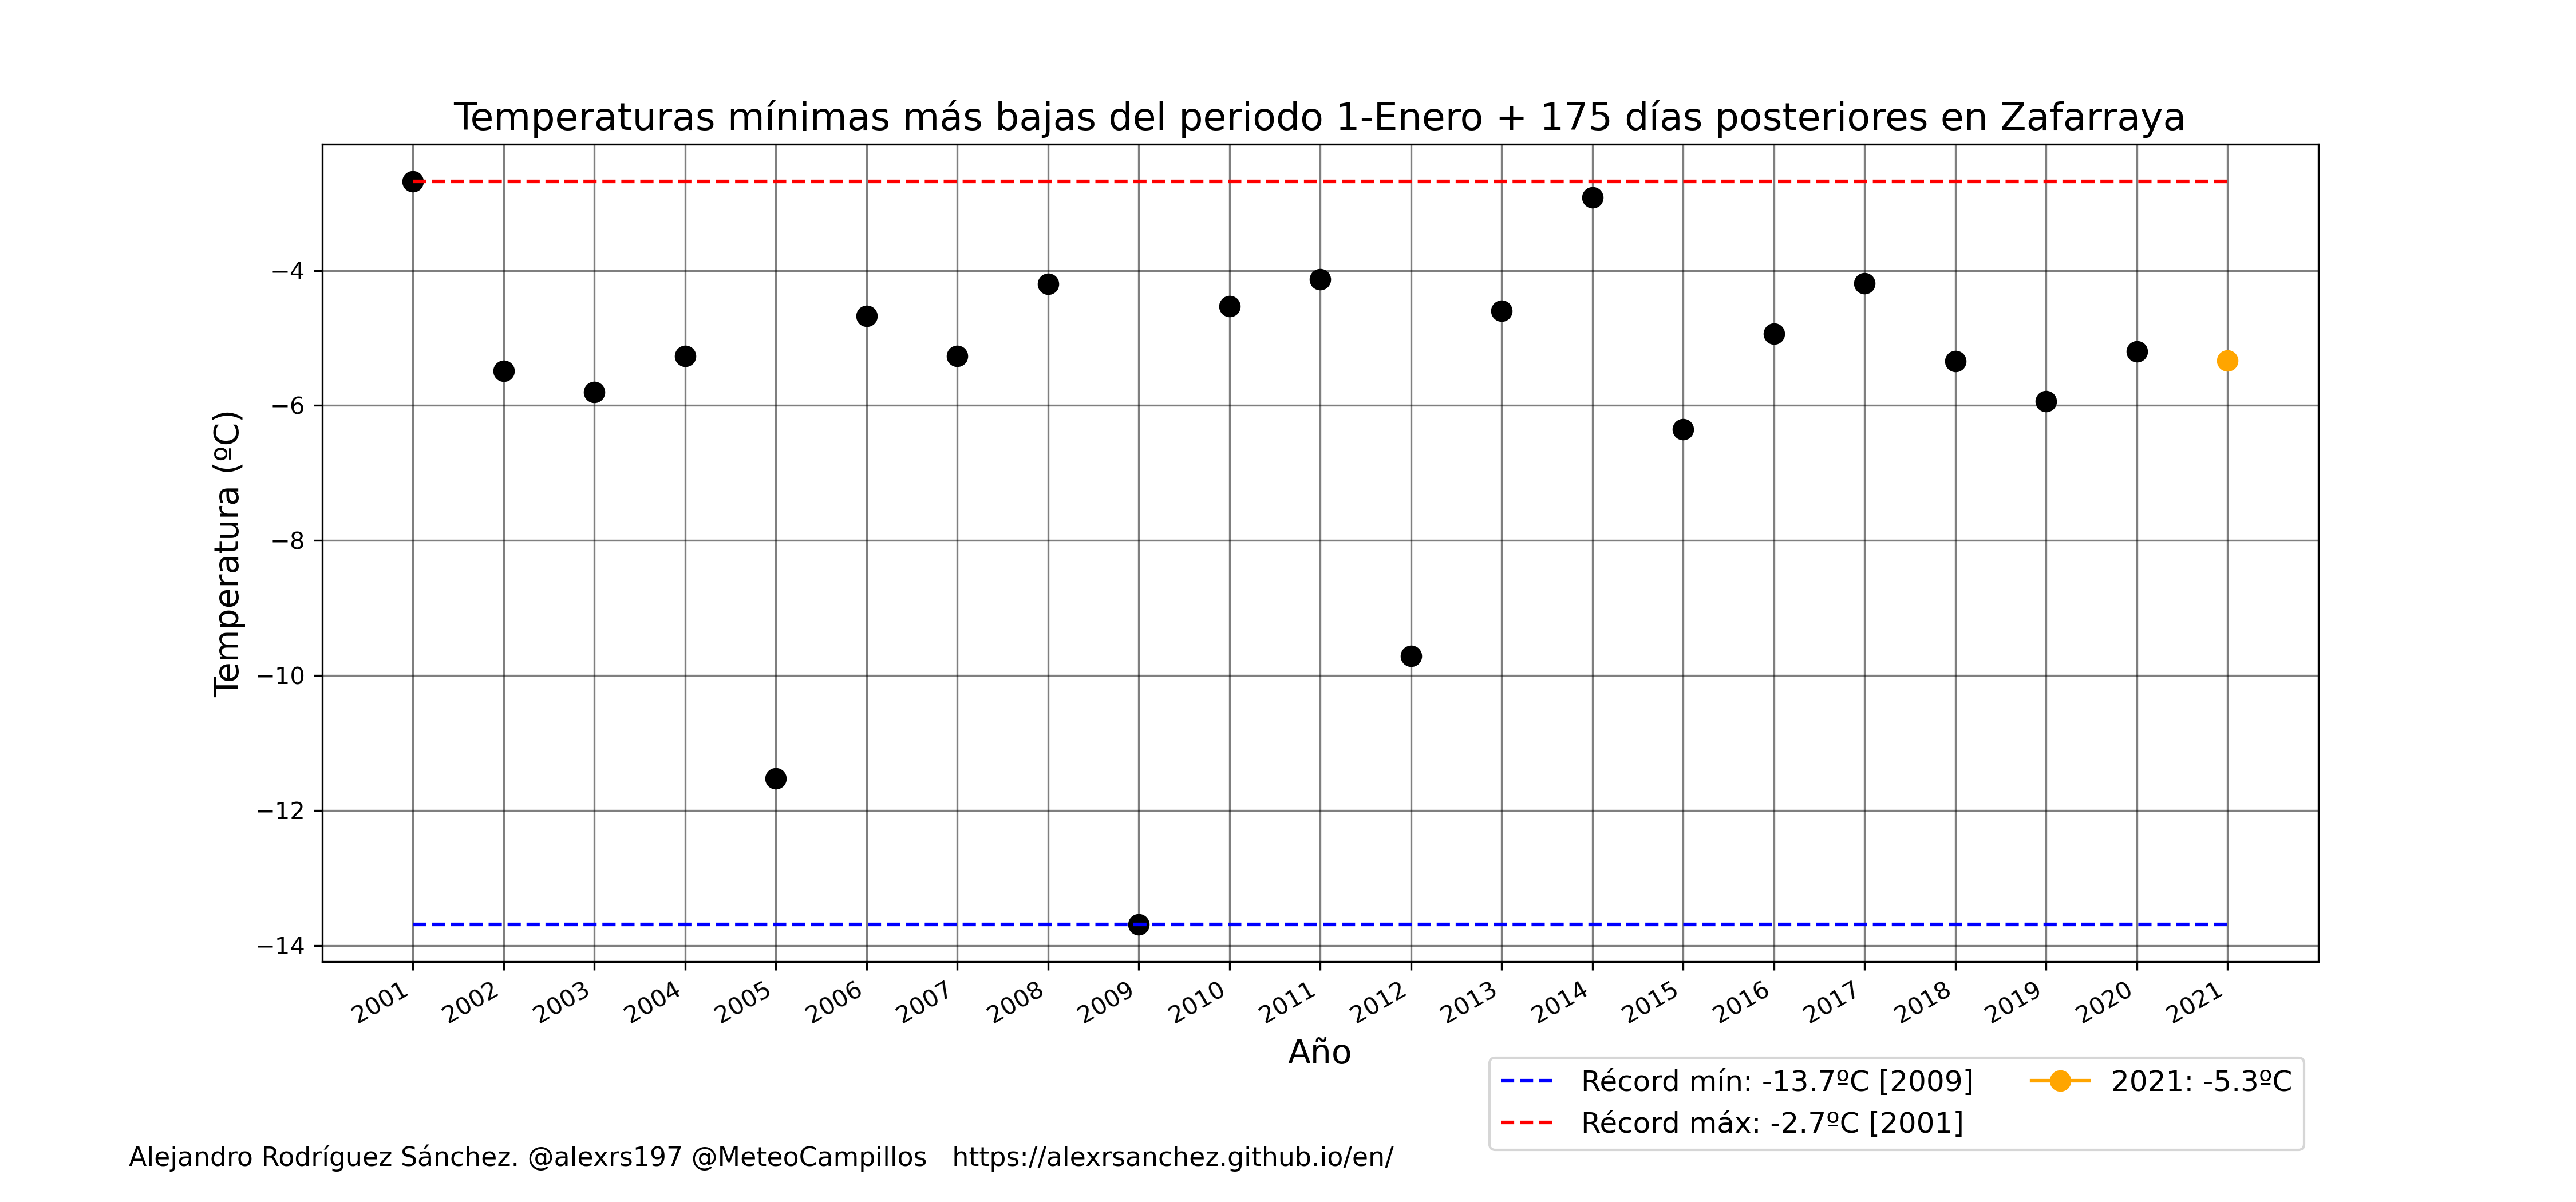 Temperaturas mínimas más bajas del periodo 1-Enero + 175 días posteriores en Zafarraya
Temperatura (ºC)
−4
−6
−8
−10
−12
−14
2001 2002 2003 2004 2005 2006 2007 2008 2009 2010 2011 2012 2013 2014 2015 2016 2017 2018 2019 2020 2021
Año
Récord mín: -13.7ºC [2009]
Récord máx: -2.7ºC [2001]
2021: -5.3ºC
Alejandro Rodríguez Sánchez. @alexrs197 @MeteoCampillos https://alexrsanchez.github.io/en/